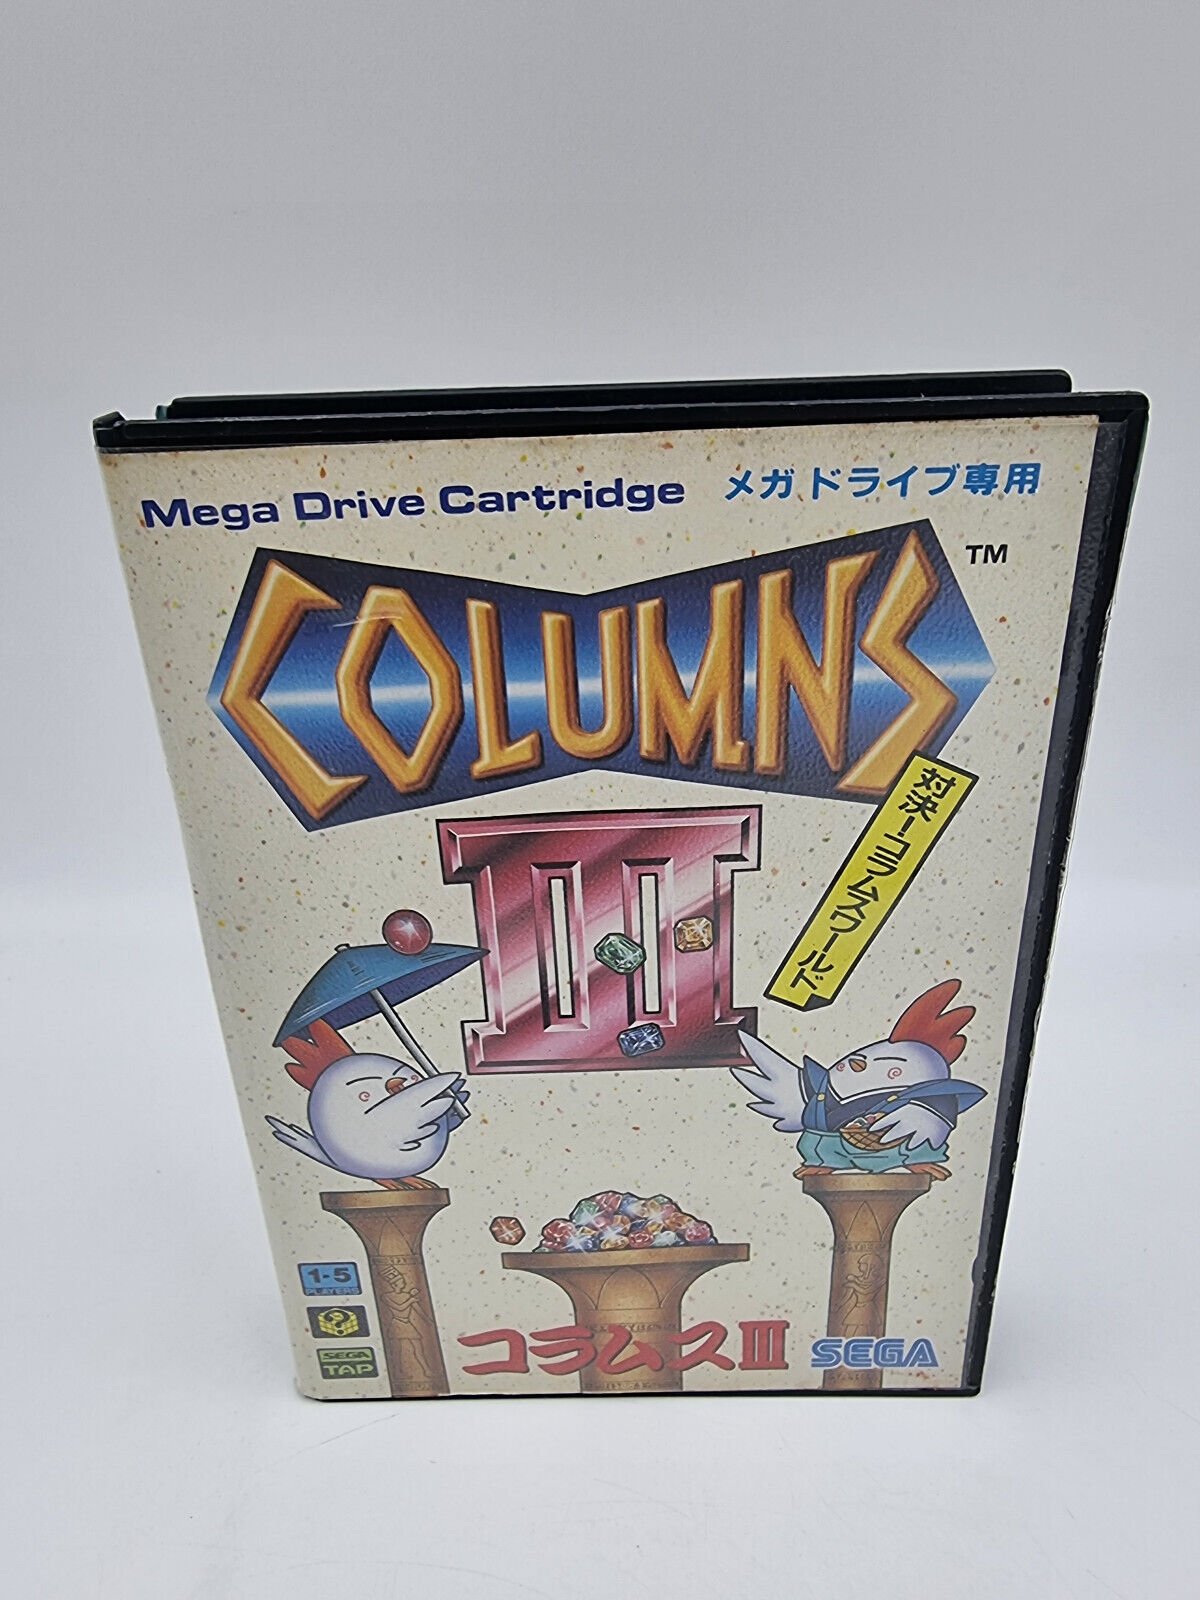 Mega Drive Cartridge
メガドライブ専用
COLUMNS
TM
III
対決!コラムスワールド
1-5
PLAYERS
SEGA
TAP
コラムスIII
SEGA